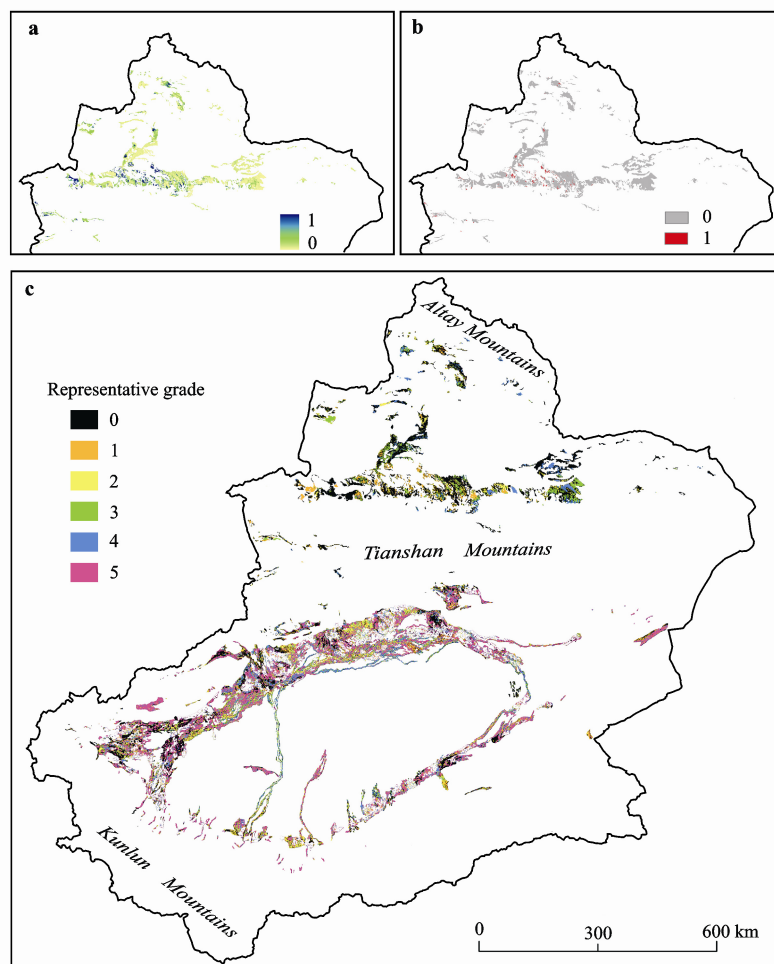 a
1
0
b
0
1
c
Altay Mountains
Representative grade
0
1
2
3
4
5
Tianshan Mountains
Kunlun Mountains
0 300 600 km